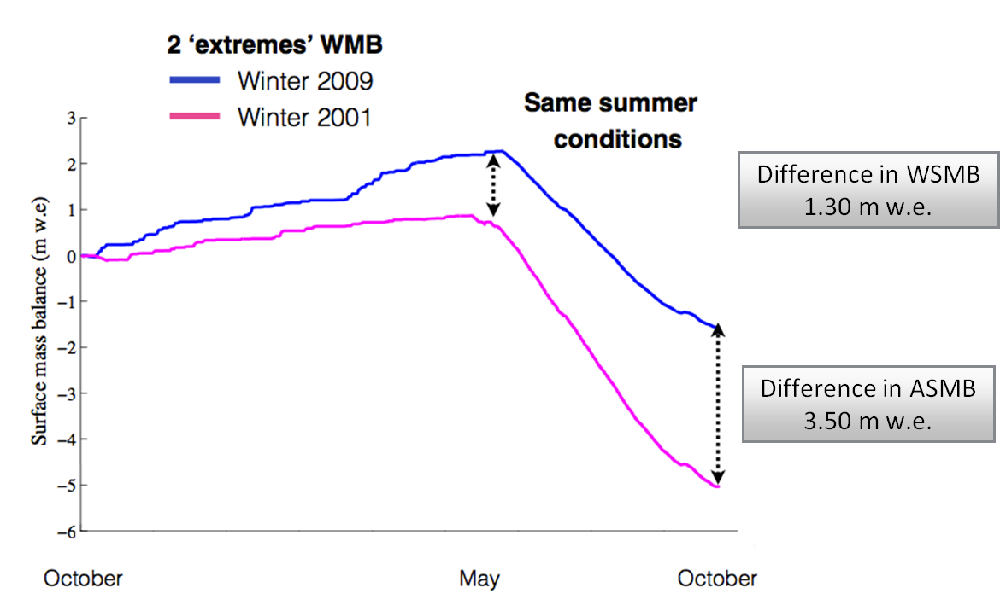 2 ‘extremes’ WMB
Winter 2009
Winter 2001
Same summer
conditions
Difference in WSMB
1.30 m w.e.
Difference in ASMB
3.50 m w.e.
Surface mass balance (m w.e)
3
2
1
0
−1
−2
−3
−4
−5
−6
October
May
October